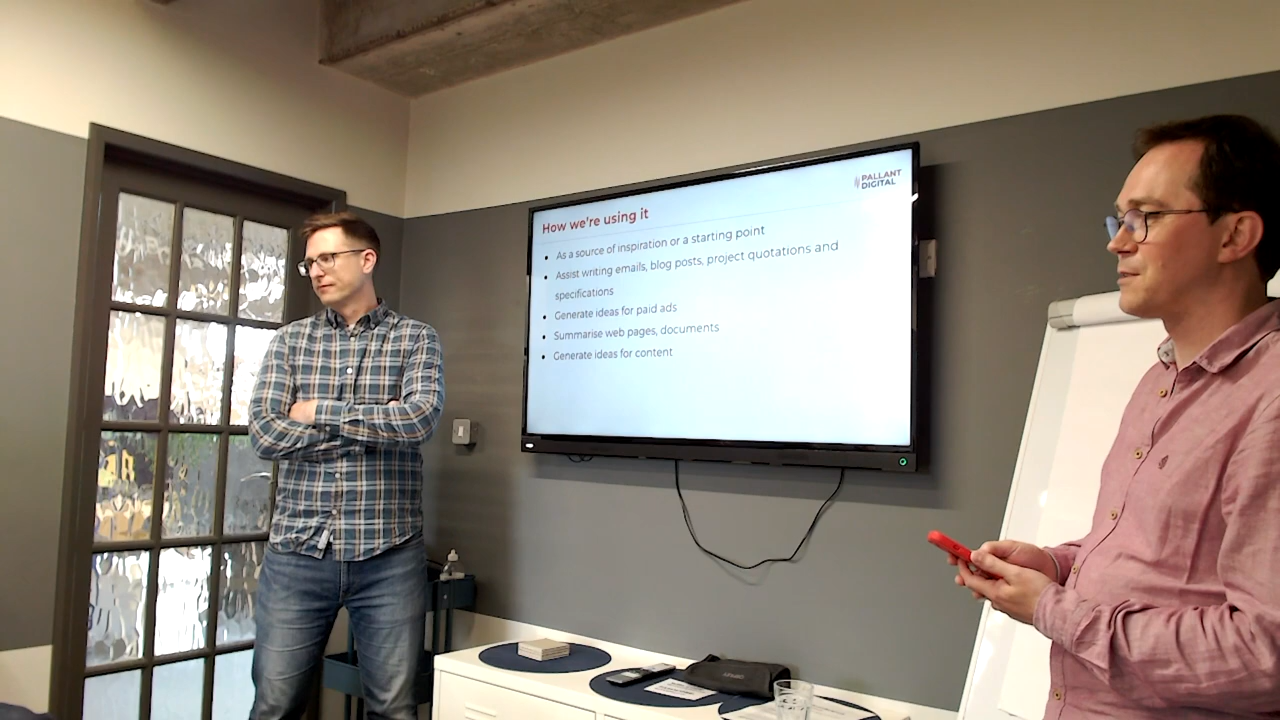 PALLANT
DIGITAL
How we're using it
As a source of inspiration or a starting point
Assist writing emails, blog posts, project quotations and
specifications
Generate ideas for paid ads
Summarise web pages, documents
Generate ideas for content